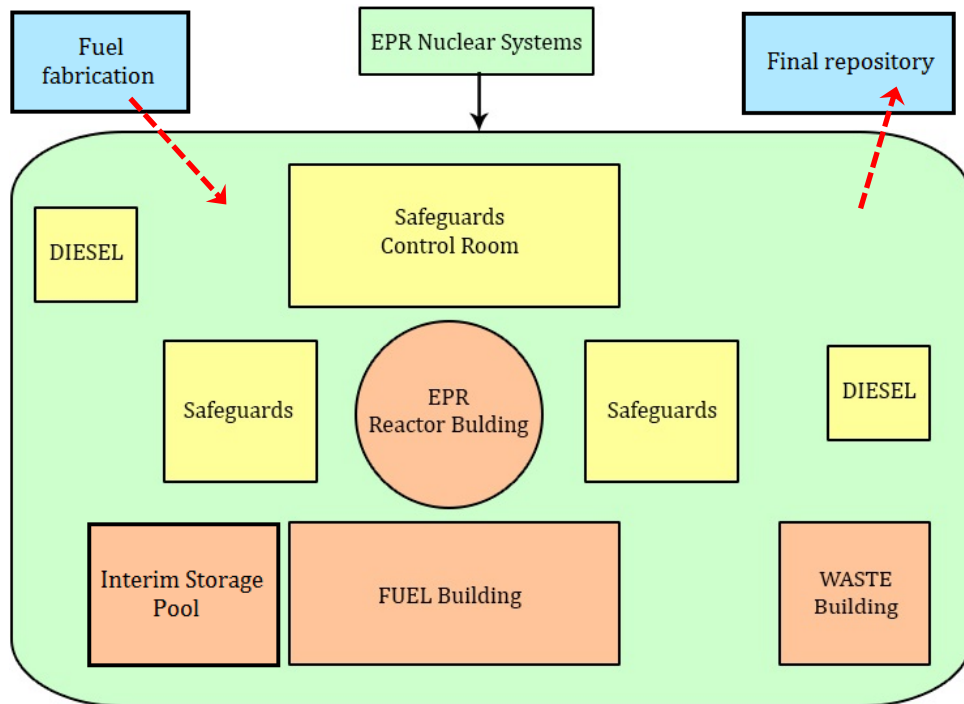 Fuel
fabrication
EPR Nuclear Systems
Final repository
Safeguards
Control Room
DIESEL
Safeguards
EPR
Reactor Bulding
Safeguards
DIESEL
Interim Storage
Pool
FUEL Building
WASTE
Building